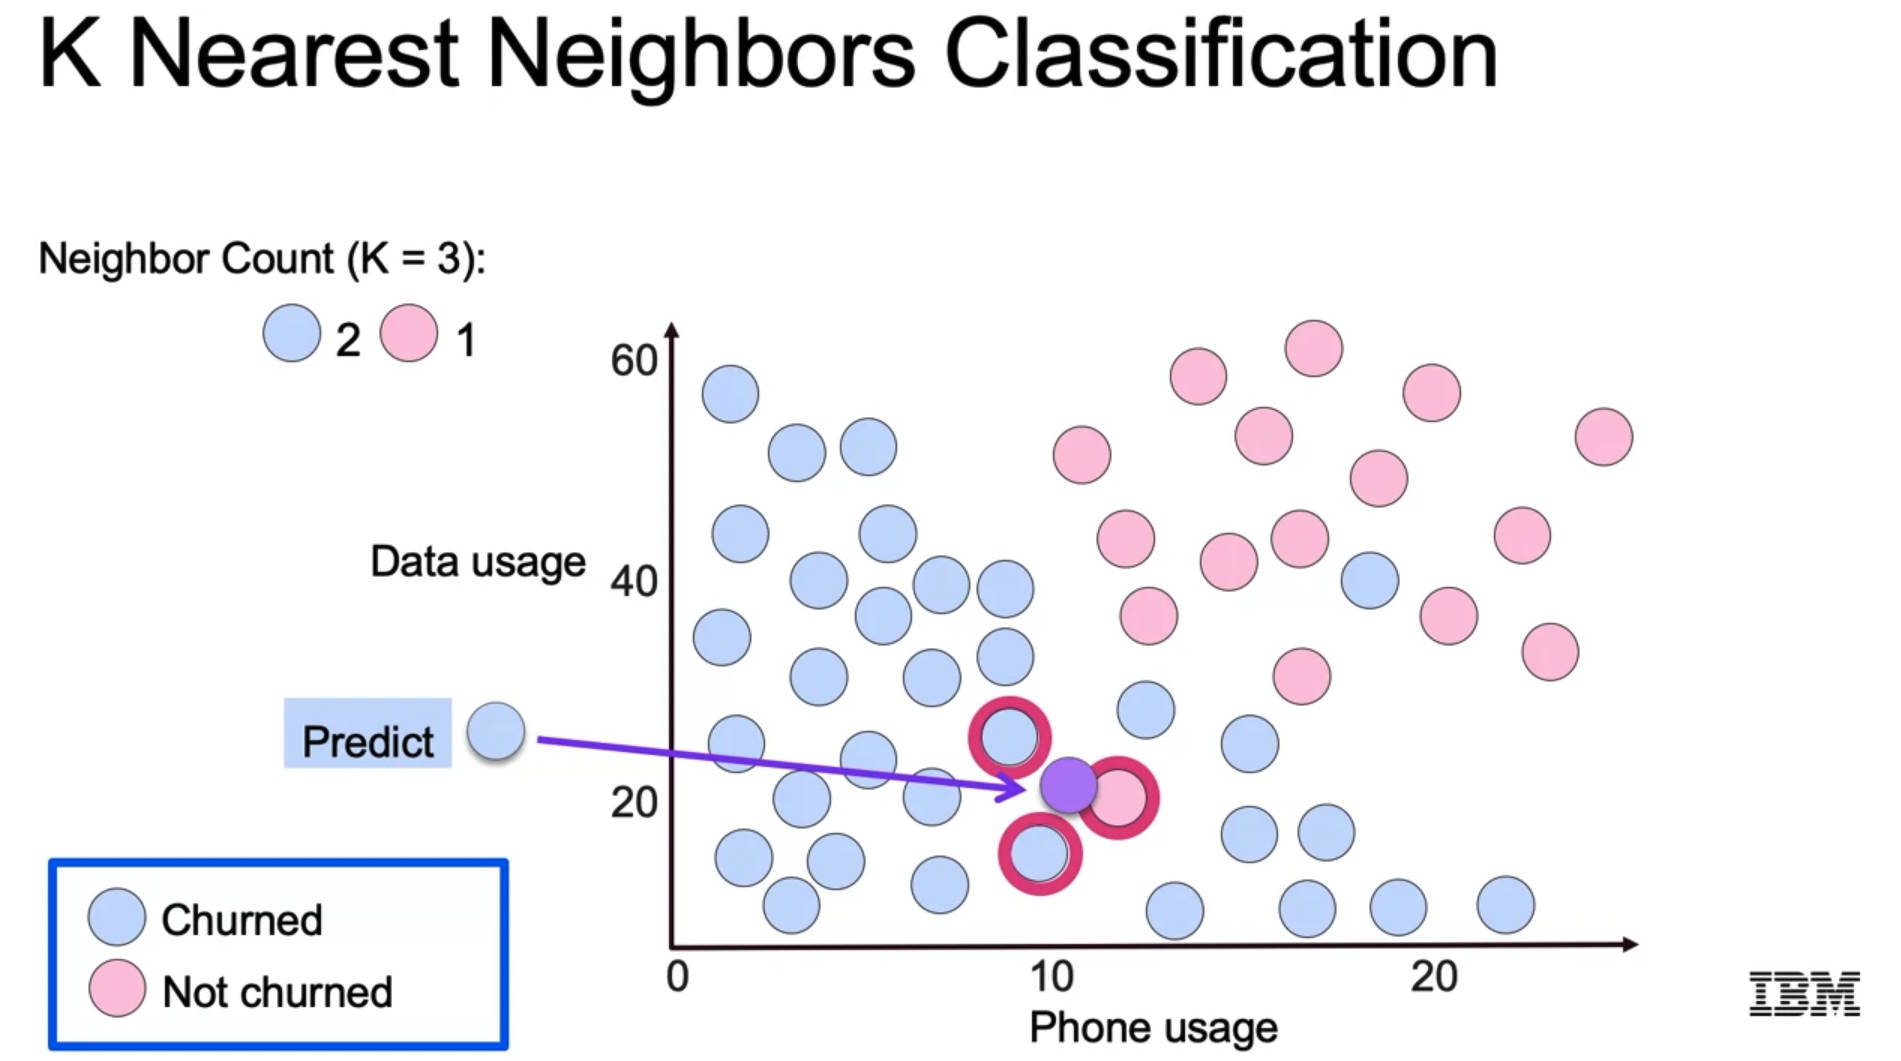 K Nearest Neighbors Classification
Neighbor Count (K = 3):
2 1
60
Data usage
40
Predict
20
Churned
Not churned
0 10 20
Phone usage
IBM